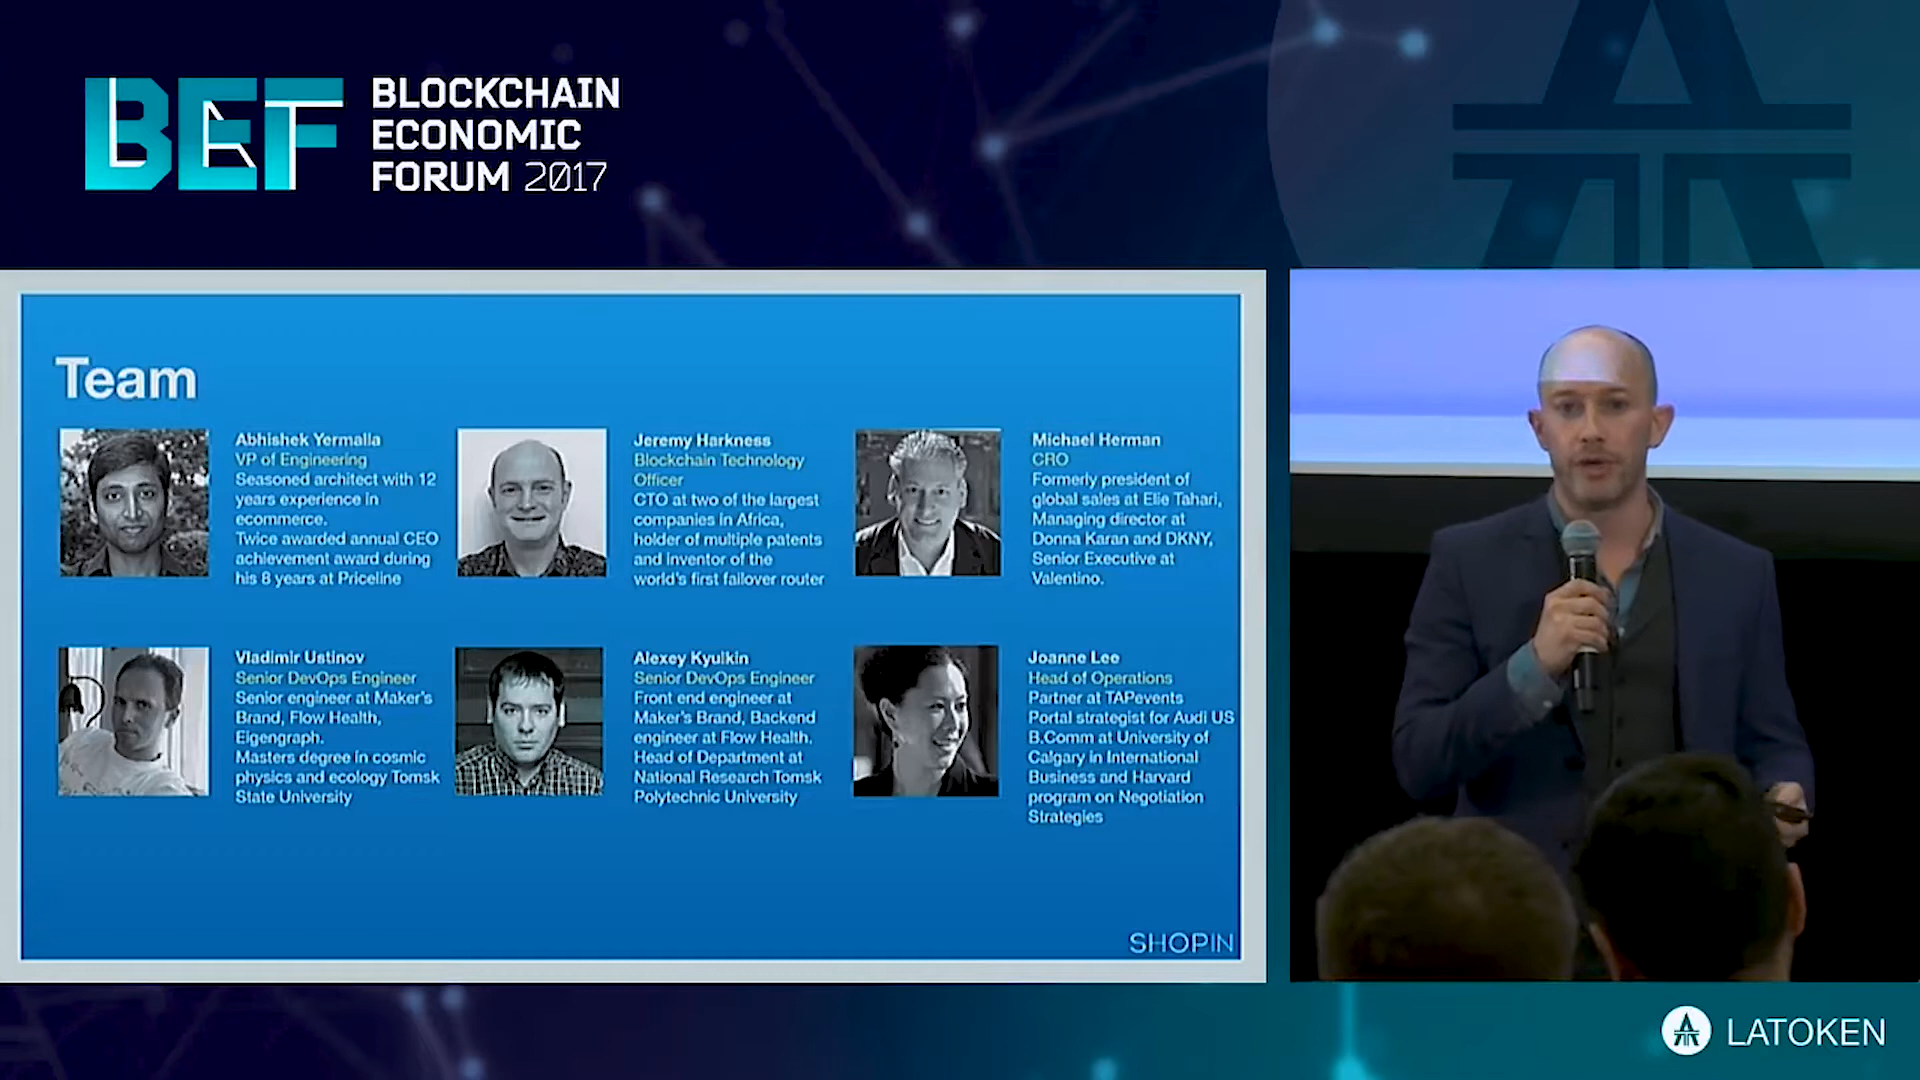 BEF
LAT
BLOCKCHAIN
ECONOMIC
FORUM 2017
Team
Abhishek Yermalla
VP of Engineering
Seasoned architect with 12
years experience in
ecommerce.
Twice awarded annual CEO
achievement award during
his 8 years at Priceline
Jeremy Harkness
Blockchain Technology
Officer
CTO at two of the largest
companies in Africa,
holder of multiple patents
and inventor of the
world's first failover router
Michael Herman
CRO
Formerly president of
global sales at Elie Tahari,
Managing director at
Donna Karan and DKNY,
Senior Executive at
Valentino.
Vladimir Ustinov
Senior DevOps Engineer
Senior engineer at Maker's
Brand, Flow Health,
Eigengraph.
Masters degree in cosmic
physics and ecology Tomsk
State University
Alexey Kyulkin
Senior DevOps Engineer
Front end engineer at
Maker's Brand, Backend
engineer at Flow Health.
Head of Department at
National Research Tomsk
Polytechnic University
Joanne Lee
Head of Operations
Partner at TAPevents
Portal strategist for Audi US
B.Comm at University of
Calgary in International
Business and Harvard
program on Negotiation
Strategies
SHOPIN
LATOKEN